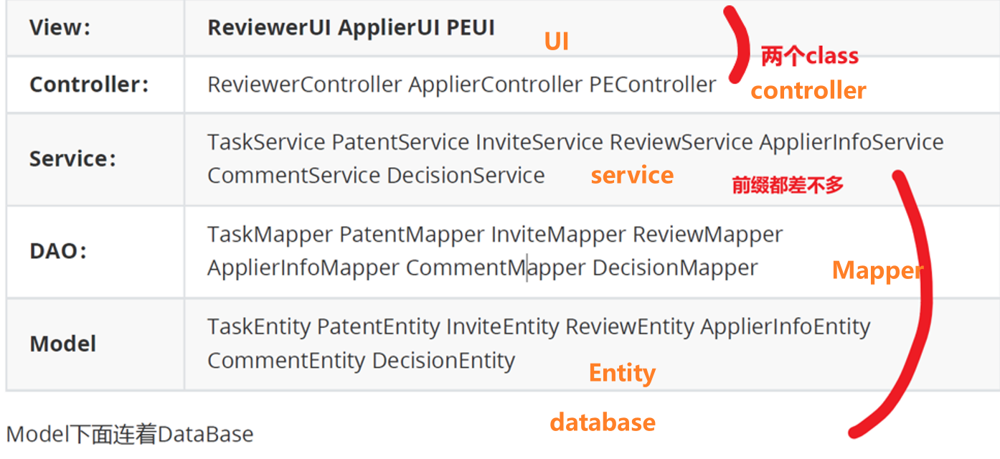 View: ReviewerUI ApplierUI PEUI
UI
两个class
Controller: ReviewerController ApplierController PEController
controller
Service: TaskService PatentService InviteService ReviewService ApplierInfoService
CommentService DecisionService
service
前缀都差不多
DAO: TaskMapper PatentMapper InviteMapper ReviewMapper
ApplierInfoMapper CommentMapper DecisionMapper
Mapper
Model TaskEntity PatentEntity InviteEntity ReviewEntity ApplierInfoEntity
CommentEntity DecisionEntity
Entity
database
Model下面连着DataBase